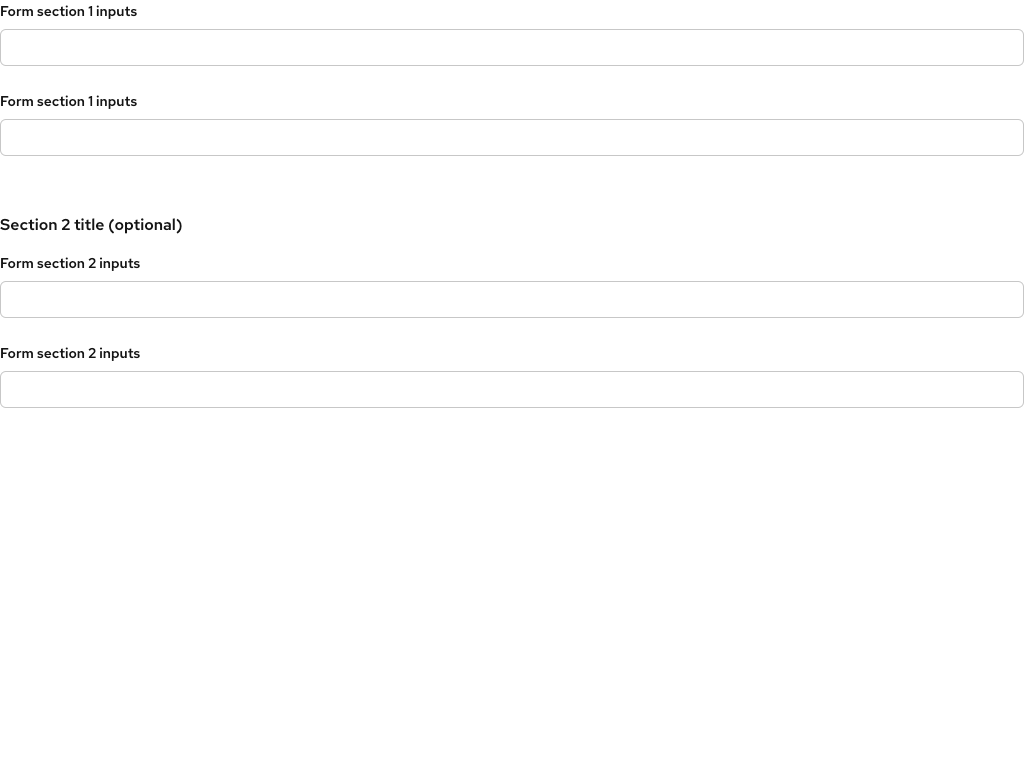 Form section 1 inputs
Form section 1 inputs
Section 2 title (optional)
Form section 2 inputs
Form section 2 inputs